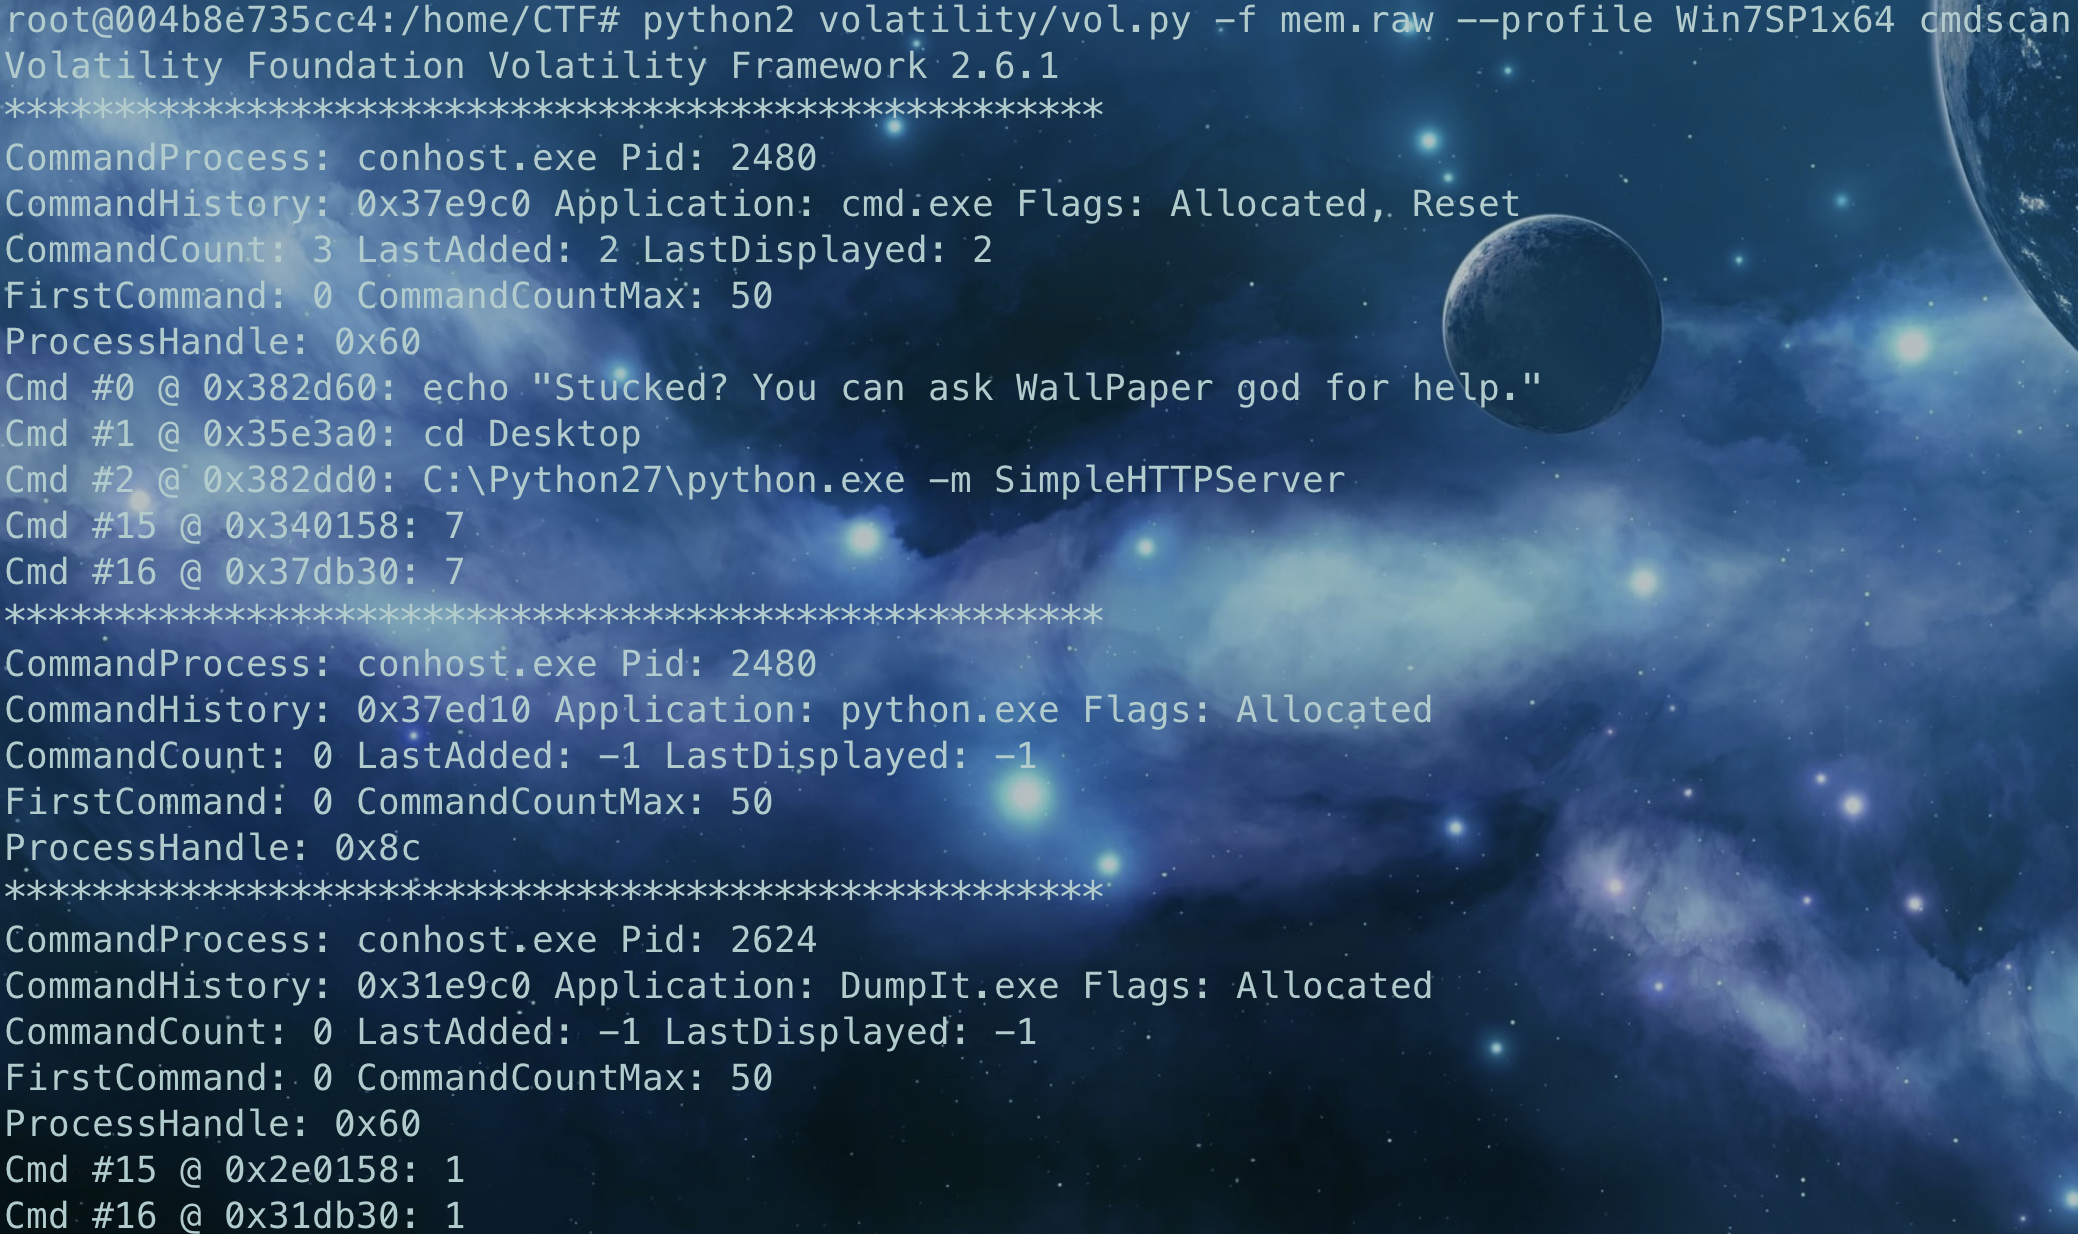 root@004b8e735cc4:/home/CTF# python2 volatility/vol.py -f mem.raw --profile Win7SP1x64 cmdscan
Volatility Foundation Volatility Framework 2.6.1
**************************************************
CommandProcess: conhost.exe Pid: 2480
CommandHistory: 0x37e9c0 Application: cmd.exe Flags: Allocated, Reset
CommandCount: 3 LastAdded: 2 LastDisplayed: 2
FirstCommand: 0 CommandCountMax: 50
ProcessHandle: 0x60
Cmd #0 @ 0x382d60: echo "Stucked? You can ask WallPaper god for help."
Cmd #1 @ 0x35e3a0: cd Desktop
Cmd #2 @ 0x382dd0: C:\Python27\python.exe -m SimpleHTTPServer
Cmd #15 @ 0x340158: 7
Cmd #16 @ 0x37db30: 7
**************************************************
CommandProcess: conhost.exe Pid: 2480
CommandHistory: 0x37ed10 Application: python.exe Flags: Allocated
CommandCount: 0 LastAdded: -1 LastDisplayed: -1
FirstCommand: 0 CommandCountMax: 50
ProcessHandle: 0x8c
**************************************************
CommandProcess: conhost.exe Pid: 2624
CommandHistory: 0x31e9c0 Application: DumpIt.exe Flags: Allocated
CommandCount: 0 LastAdded: -1 LastDisplayed: -1
FirstCommand: 0 CommandCountMax: 50
ProcessHandle: 0x60
Cmd #15 @ 0x2e0158: 1
Cmd #16 @ 0x31db30: 1